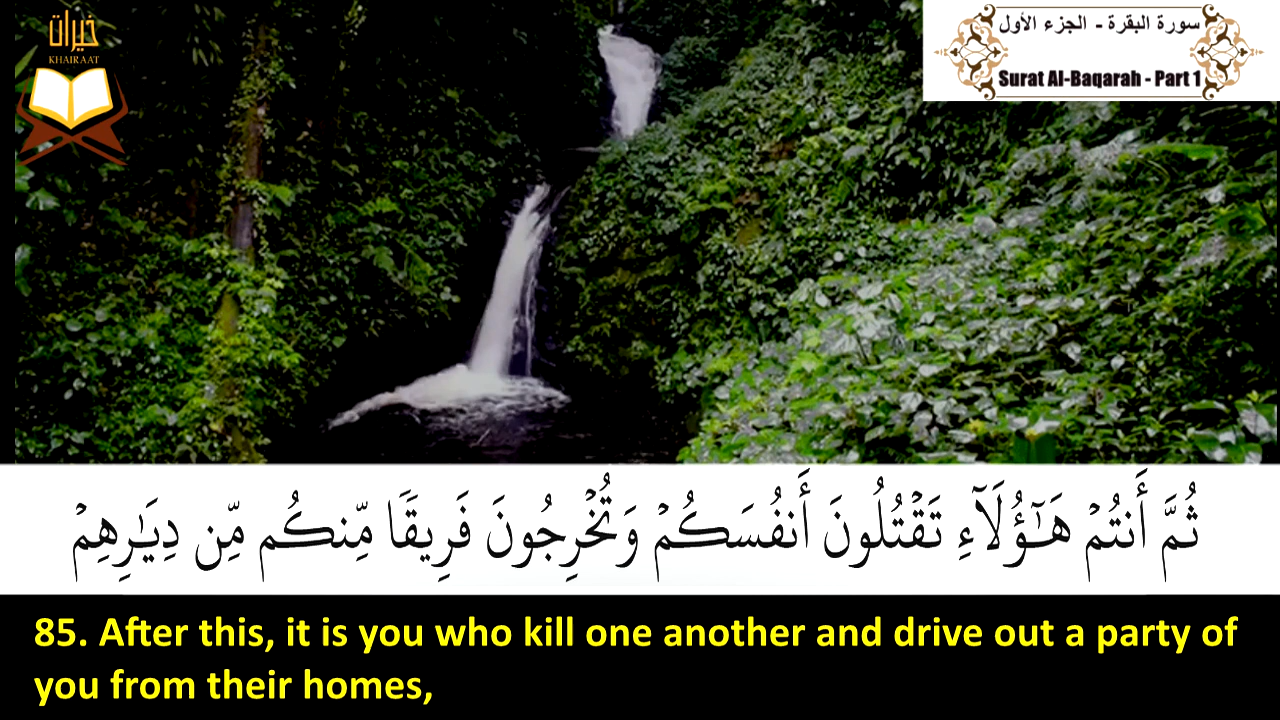 خيرات
KHAIRAAT
سورة البقرة - الجزء الأول
Surat Al-Baqarah - Part 1
ثُمَّ أَنتُمْ هَـٰٓؤُلَآءِ تَقْتُلُونَ أَنفُسَكُمْ وَتُخْرِجُونَ فَرِيقًا مِّنكُم مِّن دِيَـٰرِهِمْ
85. After this, it is you who kill one another and drive out a party of
you from their homes,